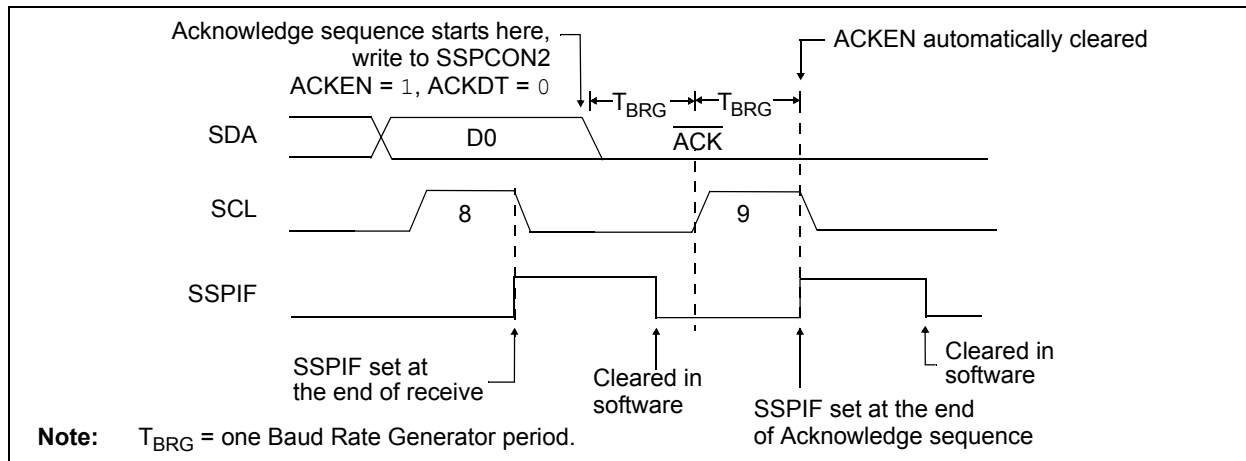 Acknowledge sequence starts here,
write to SSPCON2
ACKEN = 1, ACKDT = 0
ACKEN automatically cleared
TBRG
TBRG
SDA
D0
ACK
SCL
8
9
SSPIF
SSPIF set at
the end of receive
Cleared in
software
SSPIF set at the end
of Acknowledge sequence
Cleared in
software
Note: TBRG = one Baud Rate Generator period.